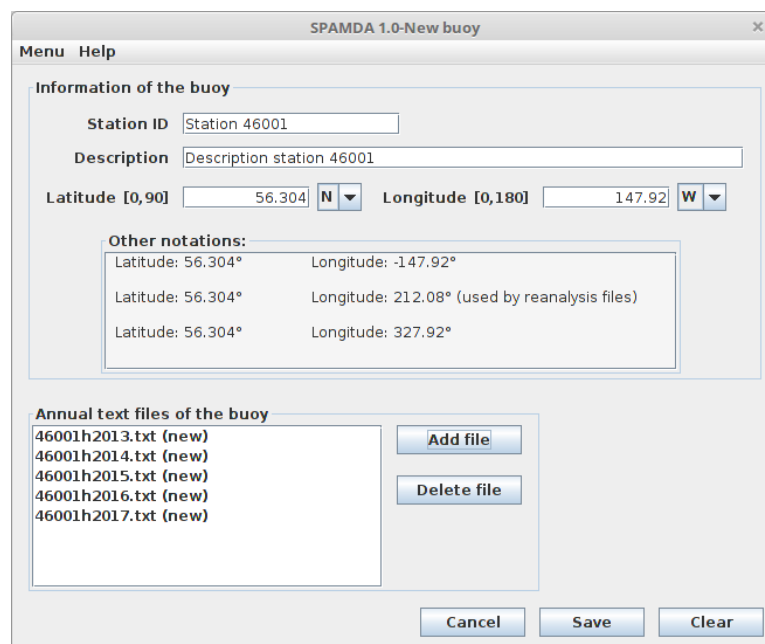 SPAMDA 1.0-New buoy ×
Menu Help
Information of the buoy
Station ID Station 46001
Description Description station 46001
Latitude [0,90] 56.304 N Longitude [0,180] 147.92 W
Other notations:
Latitude: 56.304° Longitude: -147.92°
Latitude: 56.304° Longitude: 212.08° (used by reanalysis files)
Latitude: 56.304° Longitude: 327.92°
Annual text files of the buoy
46001h2013.txt (new)
46001h2014.txt (new)
46001h2015.txt (new)
46001h2016.txt (new)
46001h2017.txt (new)
Add file
Delete file
Cancel Save Clear